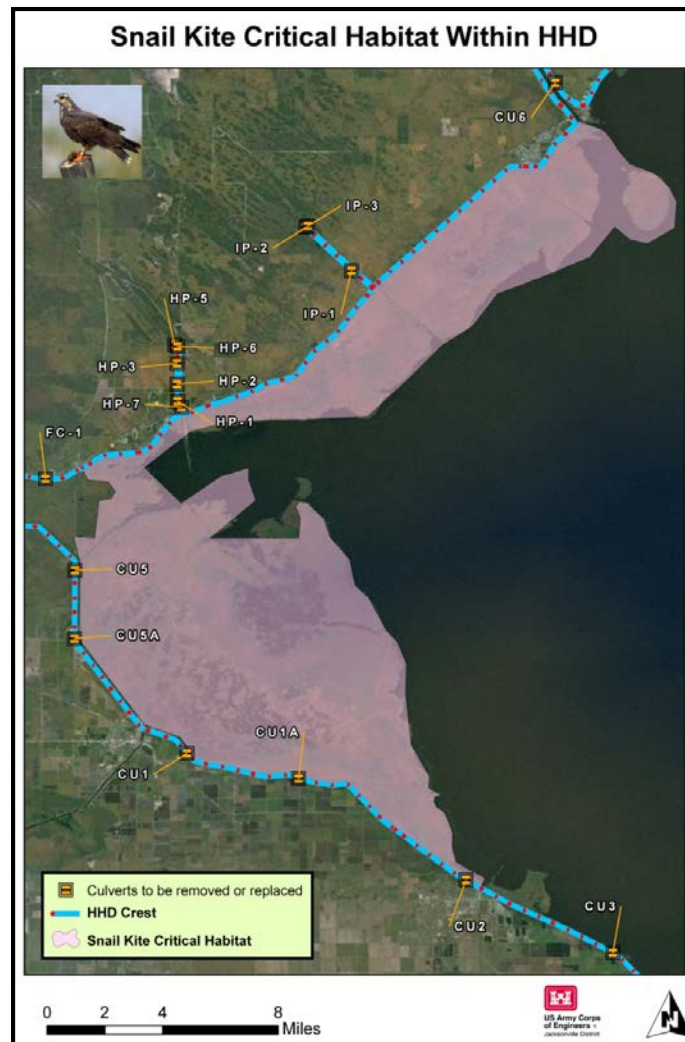 Snail Kite Critical Habitat Within HHD
CU6
IP-3
IP-2
IP-1
HP-5
HP-6
HP-3
HP-2
HP-7
HP-1
FC-1
CU5
CU5A
CU1A
CU1
CU2
CU3
Culverts to be removed or replaced
HHD Crest
Snail Kite Critical Habitat
0 4 8
Miles
US Army Corps
of Engineers
Jacksonville District
N